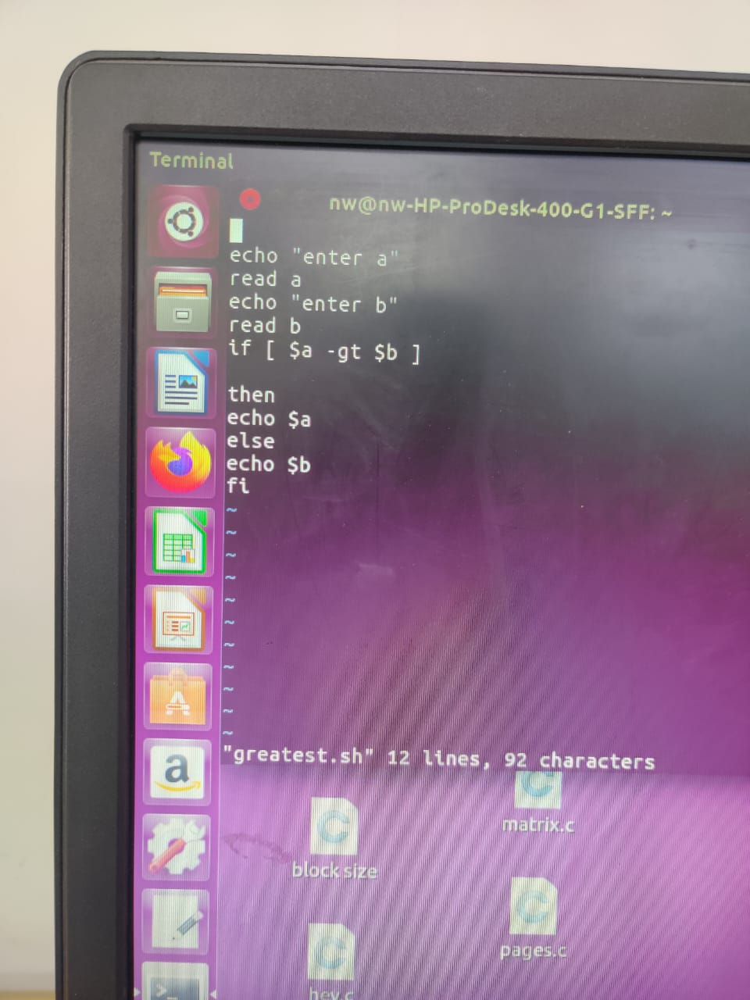 Terminal
nw@nw-HP-ProDesk-400-G1-SFF: ~
echo "enter a"
read a
echo "enter b"
read b
if [ $a -gt $b ]
then
echo $a
else
echo $b
fi
~
~
~
~
~
~
~
~
~
~
~
"greatest.sh" 12 lines, 92 characters
matrix.c
block size
pages.c
hey.c